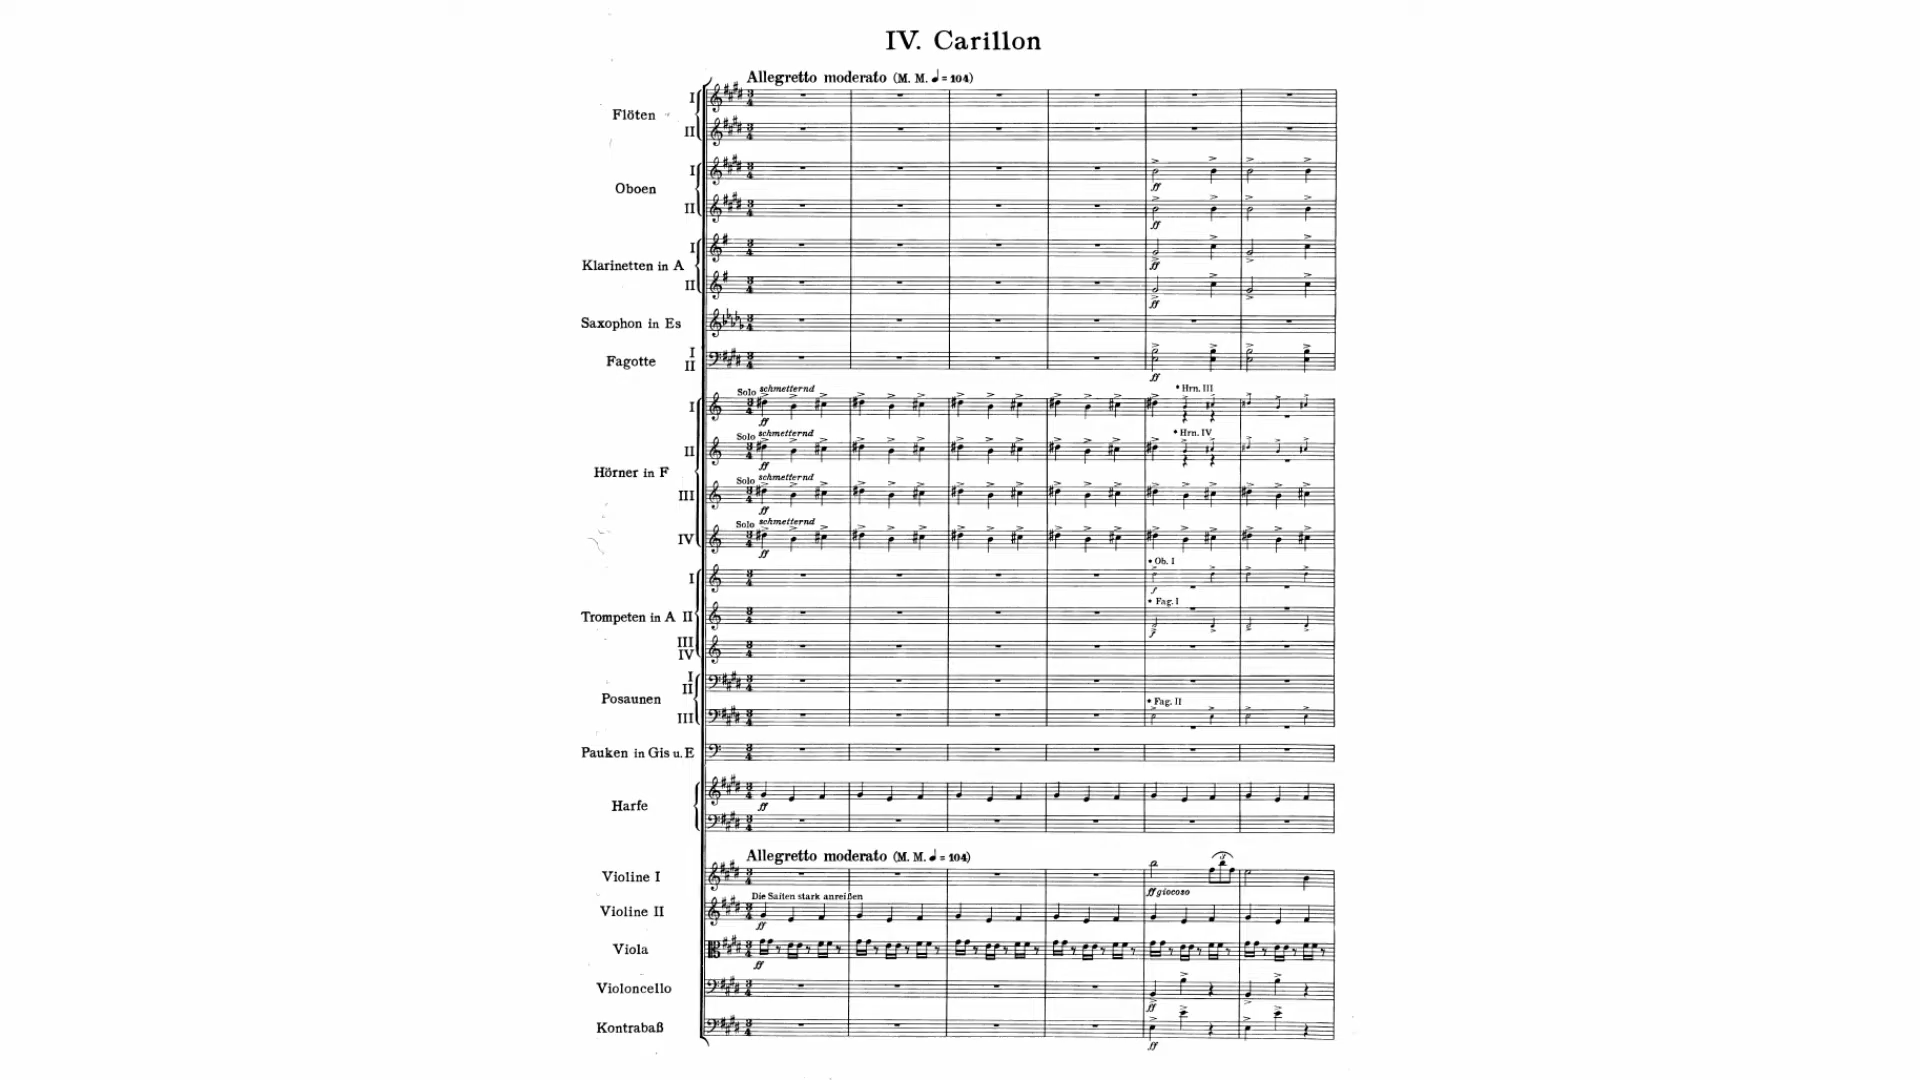 IV. Carillon
Allegretto moderato (M. M. ♩= 104)
Flöten I
II
Oboen I
II
Klarinetten in A I
II
Saxophon in Es
Fagotte I
II
ff
ff
ff
ff
ff
Hörner in F
I Solo schmetternd ff * Hrn. III
II Solo schmetternd ff * Hrn. IV
III Solo schmetternd ff
IV Solo schmetternd ff
Trompeten in A
I * Ob. I f
II * Fag. I f
III
IV
Posaunen I
II
III * Fag. II
Pauken in Gis u. E
Harfe ff
Allegretto moderato (M. M. ♩= 104)
Violine I ff giocoso 3
Die Saiten stark anreißen
Violine II ff
Viola ff
Violoncello ff
Kontrabaß ff